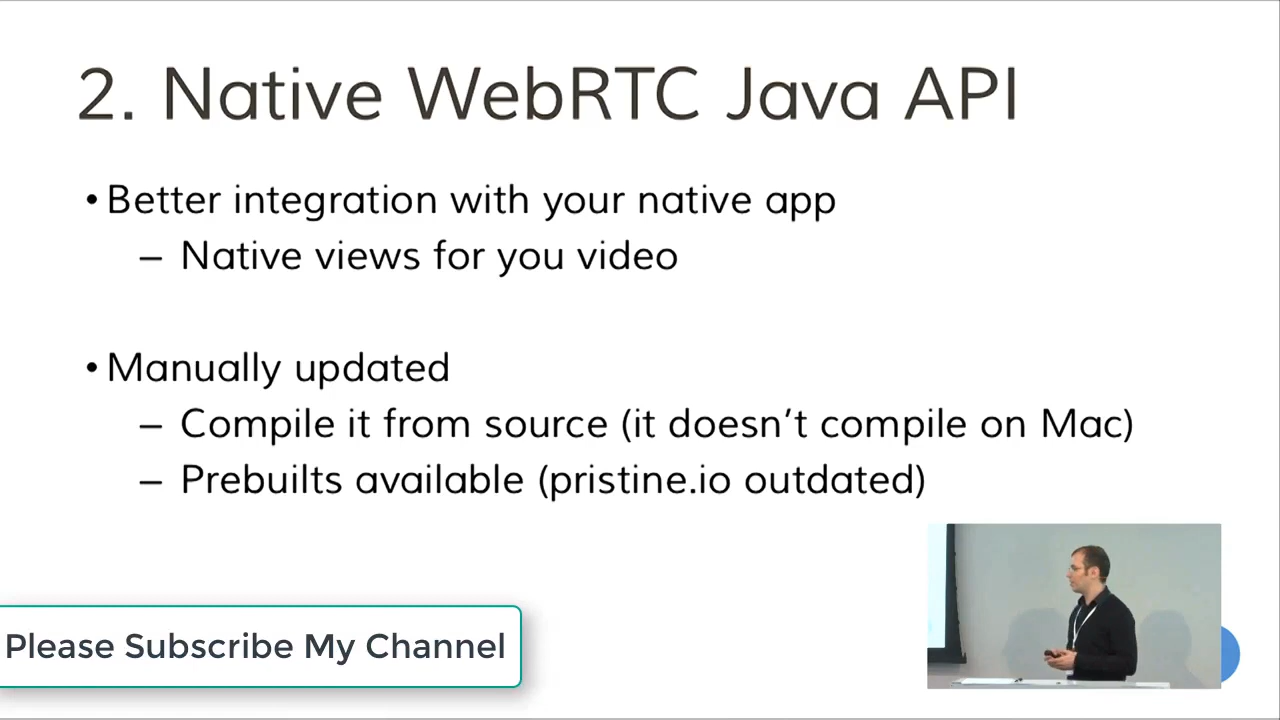 2. Native WebRTC Java API
• Better integration with your native app
– Native views for you video
• Manually updated
– Compile it from source (it doesn’t compile on Mac)
– Prebuilts available (pristine.io outdated)
Please Subscribe My Channel